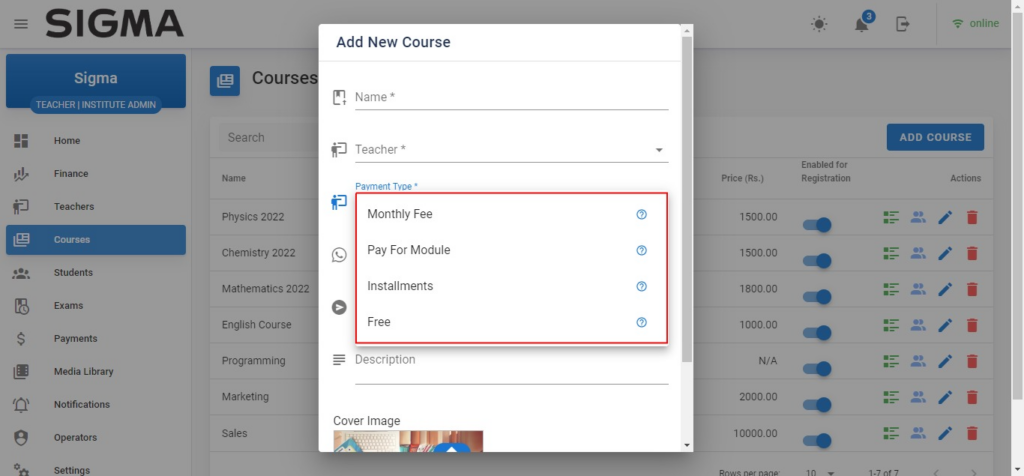 SIGMA
3
online
Sigma
TEACHER | INSTITUTE ADMIN
Home
Finance
Teachers
Courses
Students
Exams
Payments
Media Library
Notifications
Operators
Settings
Courses
Search
ADD COURSE
Name
Price (Rs.)
Enabled for
Registration
Actions
Physics 2022
1500.00
Chemistry 2022
1500.00
Mathematics 2022
1800.00
English Course
1000.00
Programming
N/A
Marketing
2000.00
Sales
10000.00
Rows per page: 10 1-7 of 7
Add New Course
Name *
Teacher *
Payment Type *
Monthly Fee
Pay For Module
Installments
Free
Description
Cover Image